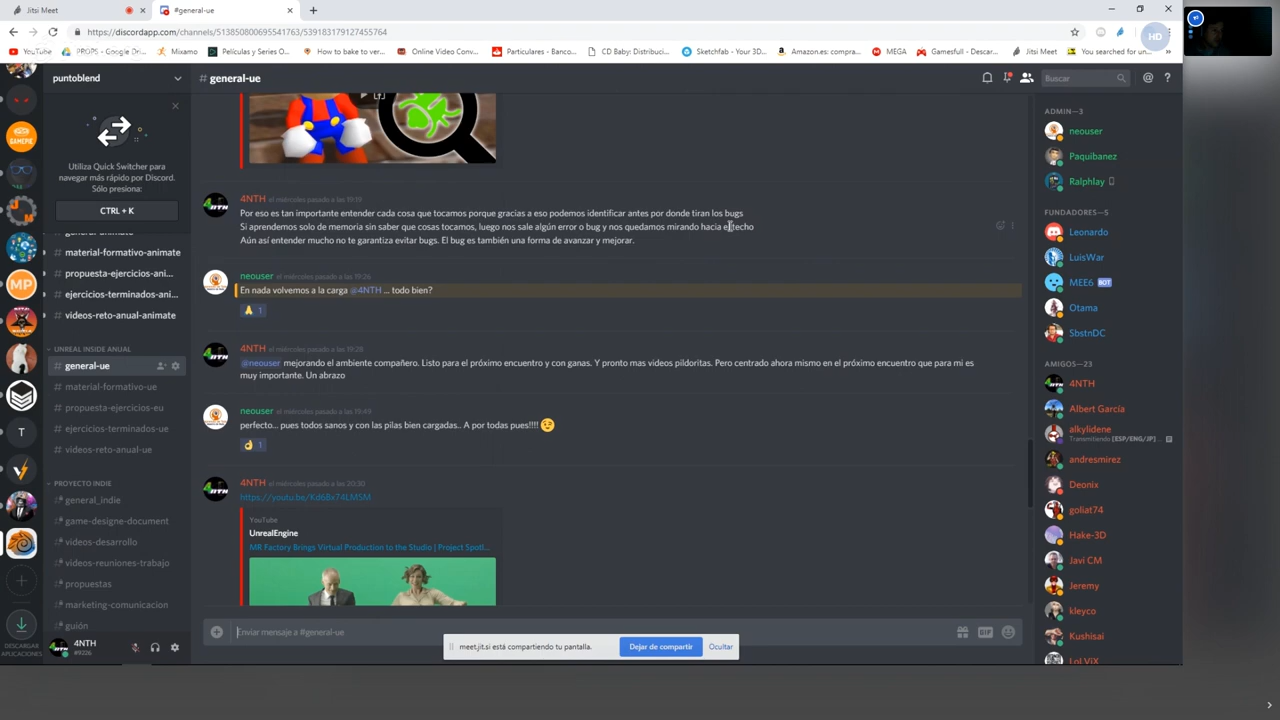 Jitsi Meet
#general-ue
https://discordapp.com/channels/513850800695541763/539183179127455764
YouTube
PROPS - Google Driv...
Mixamo
Películas y Series O...
How to bake to ver...
Online Video Conv...
Particulares - Banco...
CD Baby: Distribuci...
Sketchfab - Your 3D...
Amazon.es: compra...
MEGA
Gamesfull - Descar...
Jitsi Meet
You searched for un...
HD
puntoblend
# general-ue
Buscar
Utiliza Quick Switcher para
navegar más rápido por Discord.
Sólo presiona:
CTRL + K
material-formativo-an...
propuesta-ejercicios-an...
ejercicios-terminados-ani...
videos-reto-anual-animate
UNREAL INSIDE ANUAL
general-ue
material-formativo-ue
propuesta-ejercicios-eu
ejercicios-terminados-ue
videos-reto-anual-ue
PROYECTO INDIE
general_indie
game-designe-document
videos-desarrollo
videos-reuniones-trabajo
propuestas
marketing-comunicacion
guión
GAMEPIE
MP
T
DESCARGAR
APLICACIONES
4NTH
#9226
4NTH el miércoles pasado a las 19:19
Por eso es tan importante entender cada cosa que tocamos porque gracias a eso podemos identificar antes por donde tiran los bugs
Si aprendemos solo de memoria sin saber que cosas tocamos, luego nos sale algún error o bug y nos quedamos mirando hacia el techo
Aún así entender mucho no te garantiza evitar bugs. El bug es también una forma de avanzar y mejorar.
neouser el miércoles pasado a las 19:26
En nada volvemos a la carga @4NTH ... todo bien?
1
4NTH el miércoles pasado a las 19:28
@neouser mejorando el ambiente compañero. Listo para el próximo encuentro y con ganas. Y pronto mas videos pildoritas. Pero centrado ahora mismo en el próximo encuentro que para mi es
muy importante. Un abrazo
neouser el miércoles pasado a las 19:49
perfecto... pues todos sanos y con las pilas bien cargadas.. A por todas pues!!!!
1
4NTH el miércoles pasado a las 20:30
https://youtu.be/Kd6Bx74LMSM
YouTube
UnrealEngine
MR Factory Brings Virtual Production to the Studio | Project Spotl...
Enviar mensaje a #general-ue
GIF
meet.jit.si está compartiendo tu pantalla.
Dejar de compartir
Ocultar
ADMIN—3
neouser
Paquibanez
Ralphlay
FUNDADORES—5
Leonardo
LuisWar
MEE6 BOT
Otama
SbstnDC
AMIGOS—23
4NTH
Albert García
alkylidene
Transmitiendo [ESP/ENG/JP]...
andresmirez
Deonix
goliat74
Hake-3D
Javi CM
Jeremy
kleyco
Kushisai
LoLViX